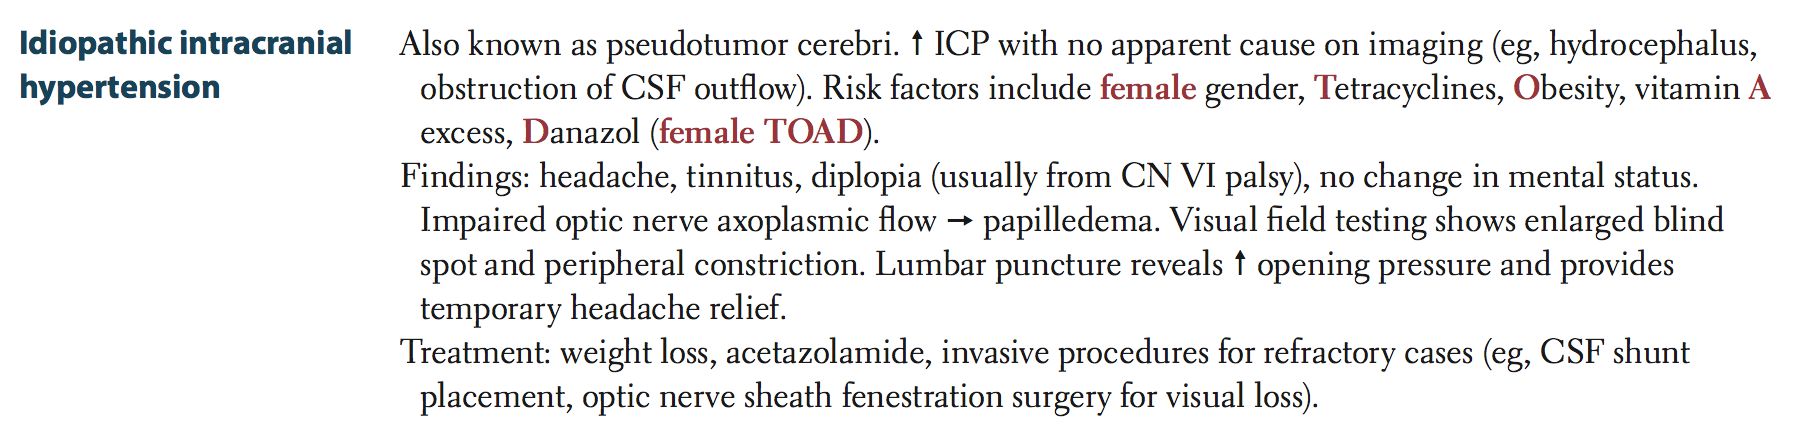 Idiopathic intracranial
hypertension
Also known as pseudotumor cerebri. ↑ ICP with no apparent cause on imaging (eg, hydrocephalus,
obstruction of CSF outflow). Risk factors include female gender, Tetracyclines, Obesity, vitamin A
excess, Danazol (female TOAD).
Findings: headache, tinnitus, diplopia (usually from CN VI palsy), no change in mental status.
Impaired optic nerve axoplasmic flow → papilledema. Visual field testing shows enlarged blind
spot and peripheral constriction. Lumbar puncture reveals ↑ opening pressure and provides
temporary headache relief.
Treatment: weight loss, acetazolamide, invasive procedures for refractory cases (eg, CSF shunt
placement, optic nerve sheath fenestration surgery for visual loss).